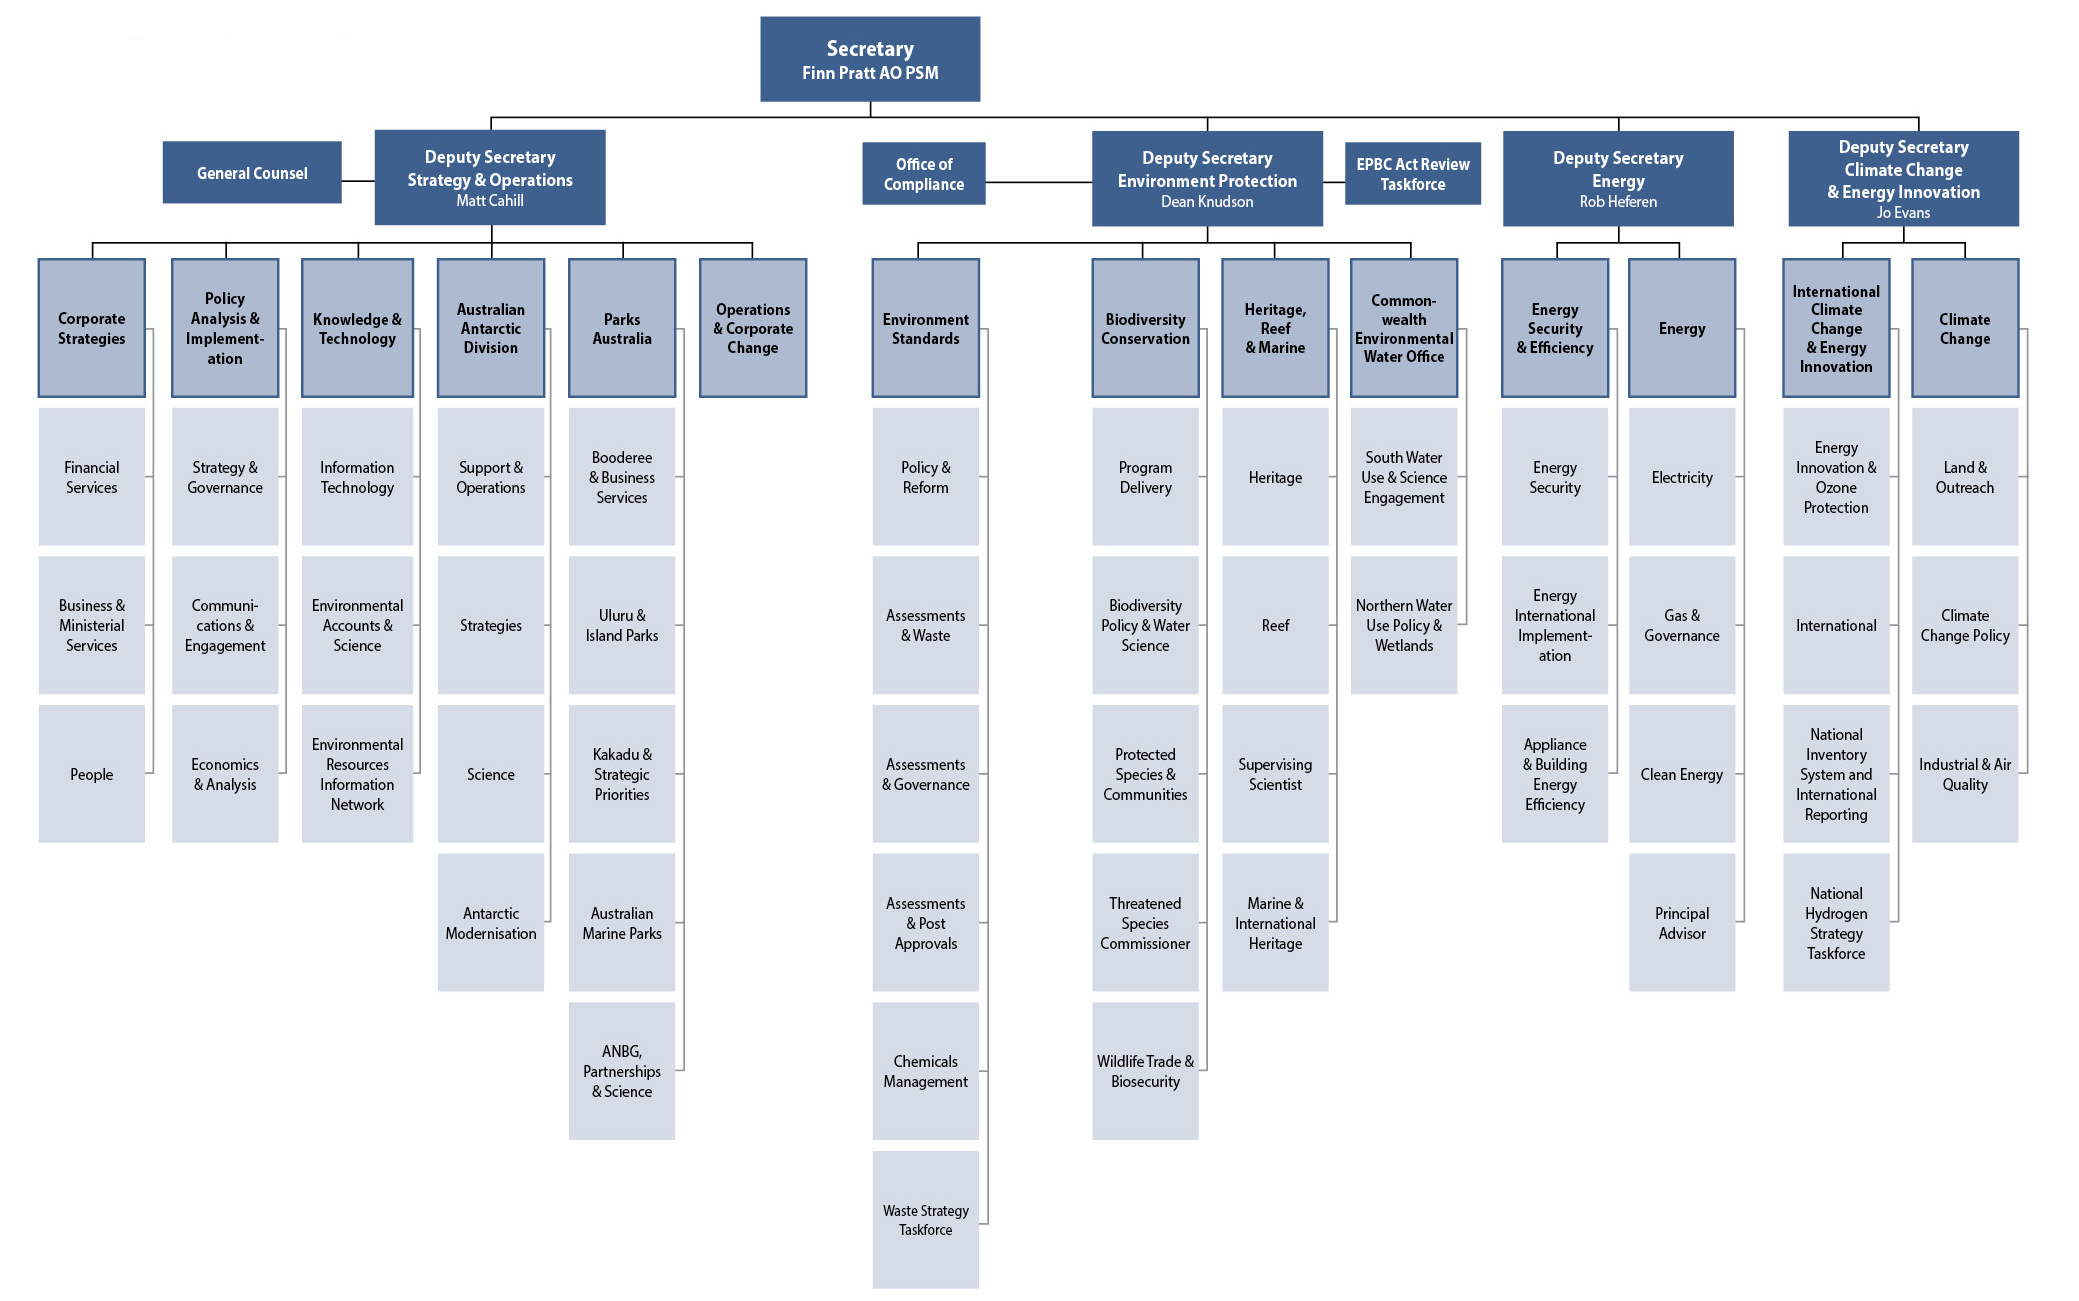 Secretary
Finn Pratt AO PSM
General Counsel
Deputy Secretary
Strategy & Operations
Matt Cahill
Office of
Compliance
Deputy Secretary
Environment Protection
Dean Knudson
EPBC Act Review
Taskforce
Deputy Secretary
Energy
Rob Heferen
Deputy Secretary
Climate Change
& Energy Innovation
Jo Evans
Corporate
Strategies
Policy
Analysis &
Implement-
ation
Knowledge &
Technology
Australian
Antarctic
Division
Parks
Australia
Operations
& Corporate
Change
Environment
Standards
Biodiversity
Conservation
Heritage,
Reef
& Marine
Common-
wealth
Environmental
Water Office
Energy
Security
& Efficiency
Energy
International
Climate
Change
& Energy
Innovation
Climate
Change
Financial
Services
Strategy &
Governance
Information
Technology
Support &
Operations
Booderee
& Business
Services
Policy &
Reform
Program
Delivery
Heritage
South Water
Use & Science
Engagement
Energy
Security
Electricity
Energy
Innovation &
Ozone
Protection
Land &
Outreach
Business &
Ministerial
Services
Communi-
cations &
Engagement
Environmental
Accounts &
Science
Strategies
Uluru &
Island Parks
Assessments
& Waste
Biodiversity
Policy & Water
Science
Reef
Northern Water
Use Policy &
Wetlands
Energy
International
Implement-
ation
Gas &
Governance
International
Climate
Change Policy
People
Economics
& Analysis
Environmental
Resources
Information
Network
Science
Kakadu &
Strategic
Priorities
Assessments
& Governance
Protected
Species &
Communities
Supervising
Scientist
Appliance
& Building
Energy
Efficiency
Clean Energy
National
Inventory
System and
International
Reporting
Industrial & Air
Quality
Antarctic
Modernisation
Australian
Marine Parks
Assessments
& Post
Approvals
Threatened
Species
Commissioner
Marine &
International
Heritage
Principal
Advisor
National
Hydrogen
Strategy
Taskforce
ANBG,
Partnerships
& Science
Chemicals
Management
Wildlife Trade &
Biosecurity
Waste Strategy
Taskforce